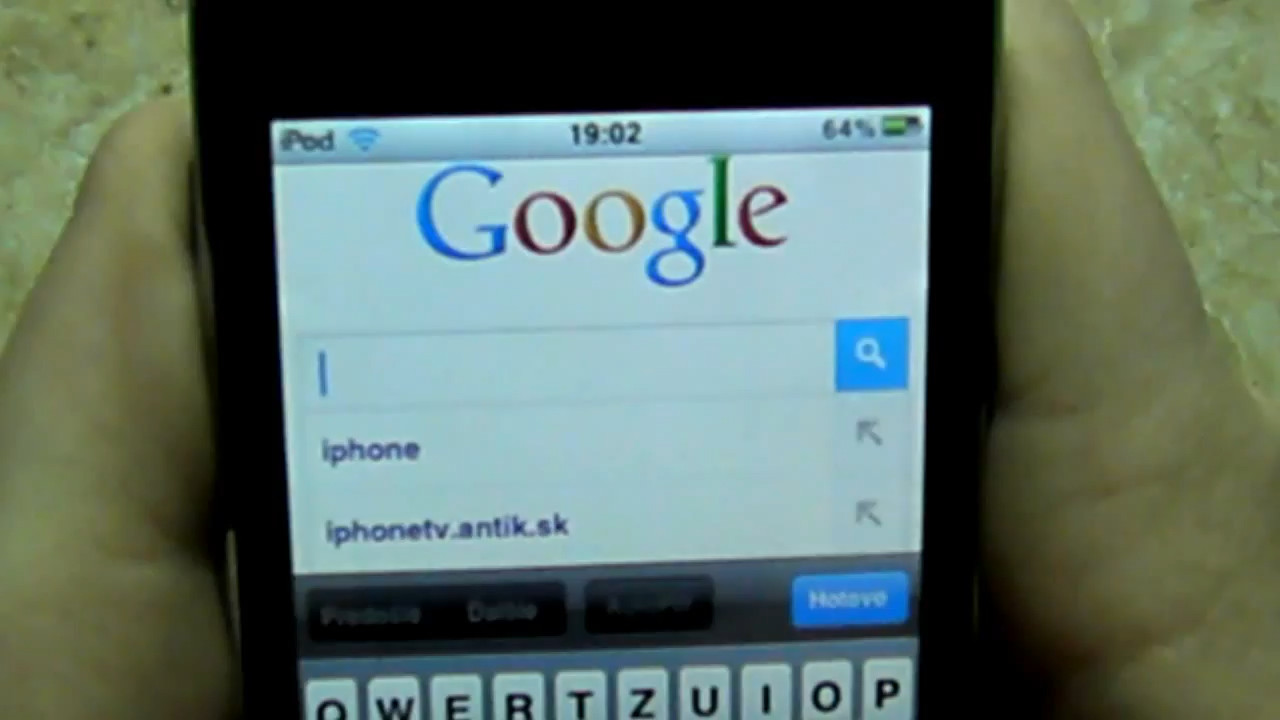 iPod 19:02 64%
Google
iphone
iphonetv.antik.sk
Hotovo
Q W E R T Z U I O P